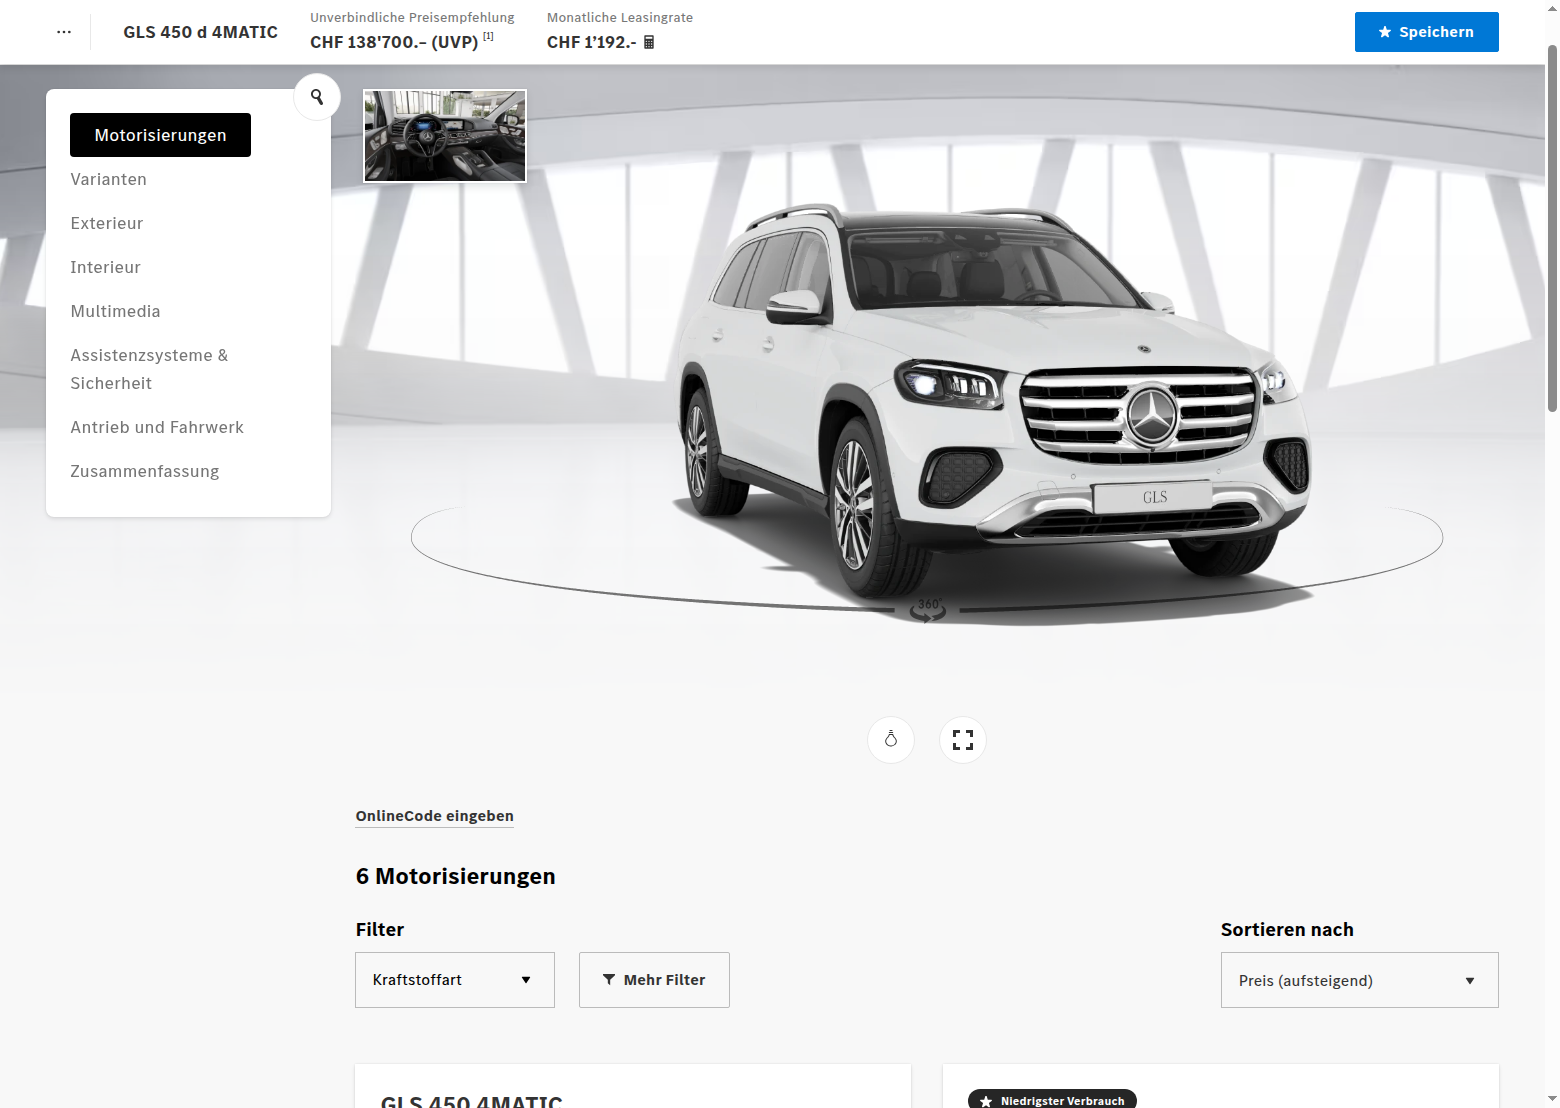 GLS 450 d 4MATIC
Unverbindliche Preisempfehlung
CHF 138'700.– (UVP) [1]
Monatliche Leasingrate
CHF 1’192.-
Speichern
Motorisierungen
Varianten
Exterieur
Interieur
Multimedia
Assistenzsysteme &
Sicherheit
Antrieb und Fahrwerk
Zusammenfassung
GLS
360°
OnlineCode eingeben
6 Motorisierungen
Filter
Sortieren nach
Kraftstoffart
Mehr Filter
Preis (aufsteigend)
GLS 450 4MATIC
Niedrigster Verbrauch